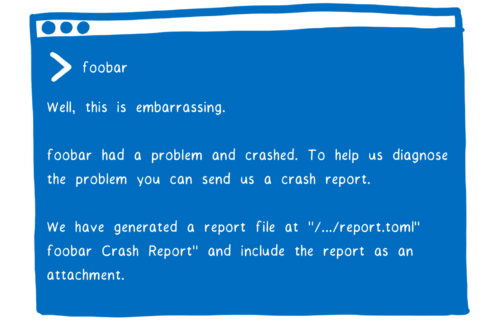 foobar
Well, this is embarrassing.
foobar had a problem and crashed. To help us diagnose
the problem you can send us a crash report.
We have generated a report file at "/.../report.toml"
foobar Crash Report" and include the report as an
attachment.